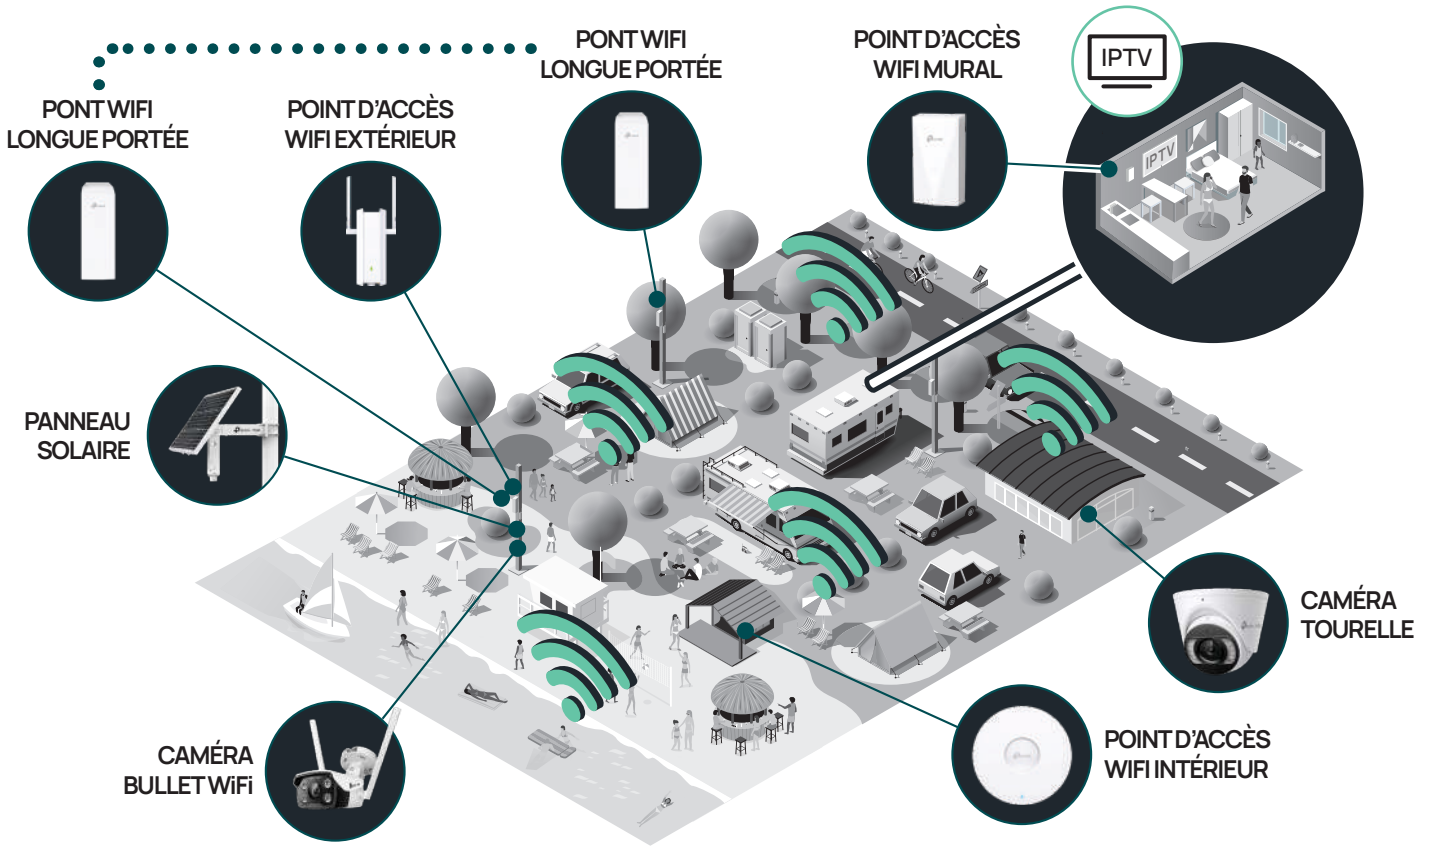 PONT WIFI
LONGUE PORTÉE
POINT D'ACCÈS
WIFI MURAL
IPTV
PONT WIFI
LONGUE PORTÉE
POINT D'ACCÈS
WIFI EXTÉRIEUR
IPTV
PANNEAU
SOLAIRE
CAMÉRA
TOURELLE
CAMÉRA
BULLET WiFi
POINT D'ACCÈS
WIFI INTÉRIEUR